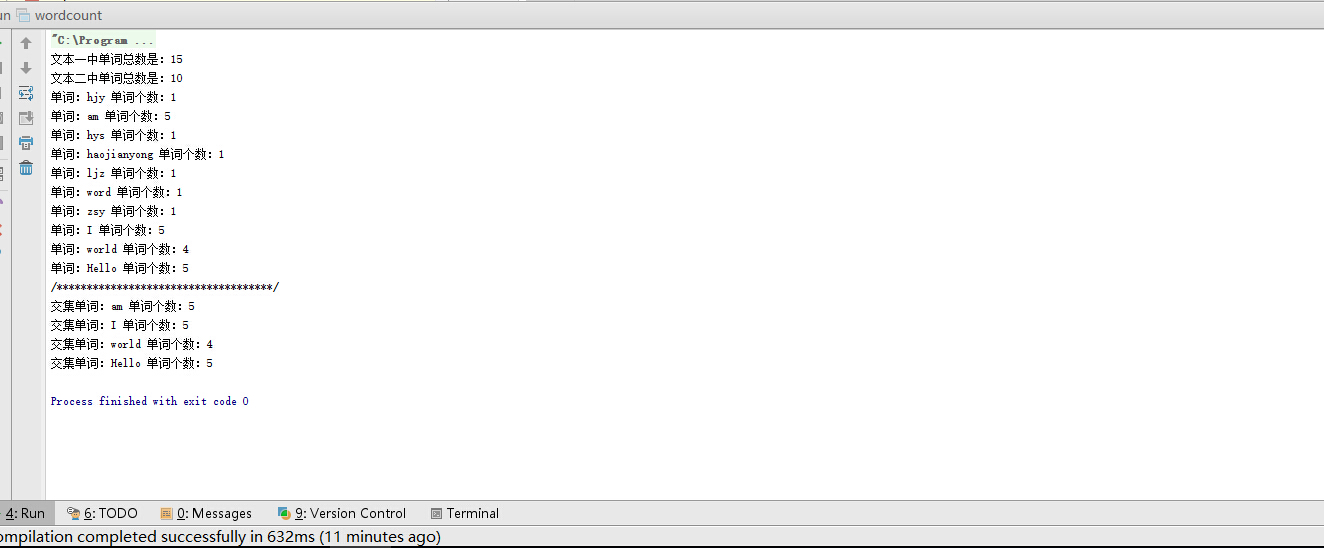 un wordcount
"C:\Program ...
文本一中单词总数是：15
文本二中单词总数是：10
单词：hjy 单词个数：1
单词：am 单词个数：5
单词：hys 单词个数：1
单词：haojianyong 单词个数：1
单词：ljz 单词个数：1
单词：word 单词个数：1
单词：zsy 单词个数：1
单词：I 单词个数：5
单词：world 单词个数：4
单词：Hello 单词个数：5
/************************************/
交集单词：am 单词个数：5
交集单词：I 单词个数：5
交集单词：world 单词个数：4
交集单词：Hello 单词个数：5
Process finished with exit code 0
4: Run 6: TODO 0: Messages 9: Version Control Terminal
ompilation completed successfully in 632ms (11 minutes ago)